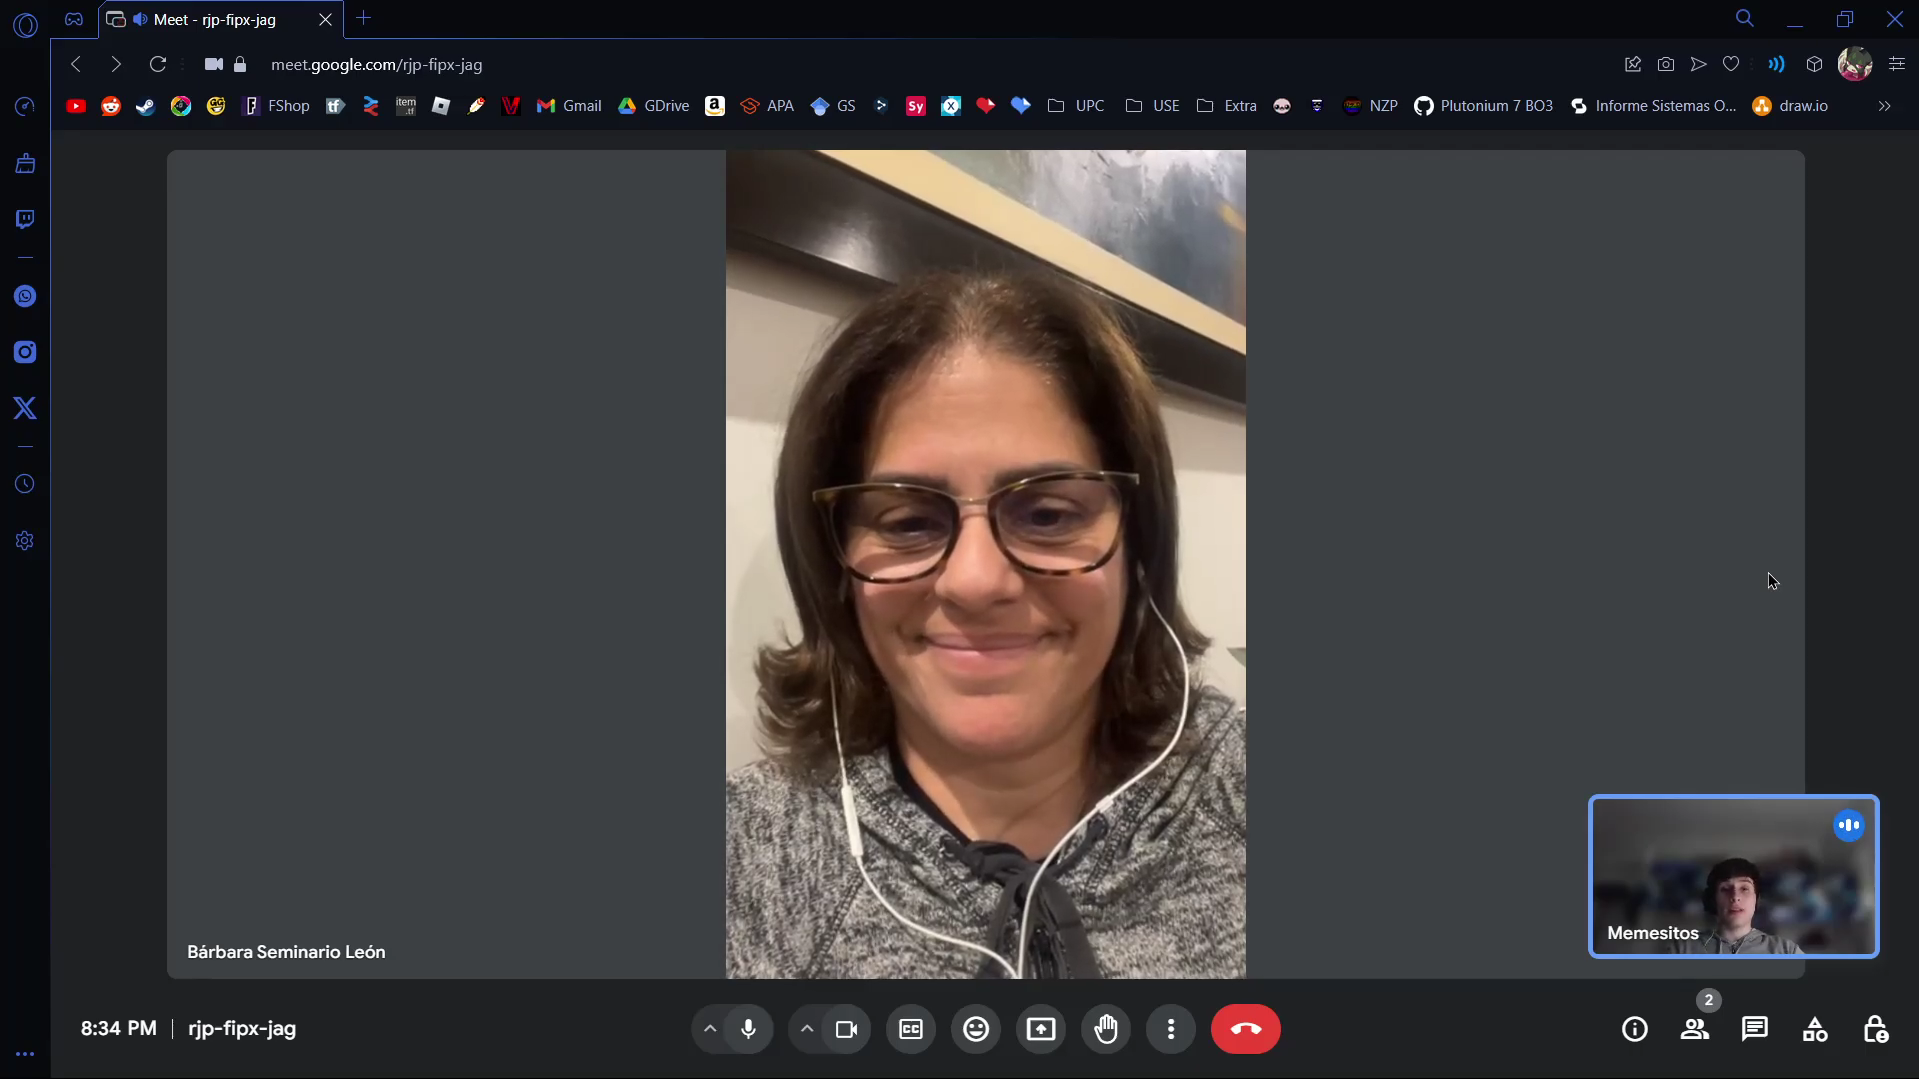 Meet - rjp-fipx-jag
meet.google.com/rjp-fipx-jag
FShop
item
.tf
Gmail
GDrive
APA
GS
Sy
UPC
USE
Extra
NZP
Plutonium 7 BO3
Informe Sistemas O...
draw.io
Bárbara Seminario León
Memesitos
8:34 PM | rjp-fipx-jag
CC
2